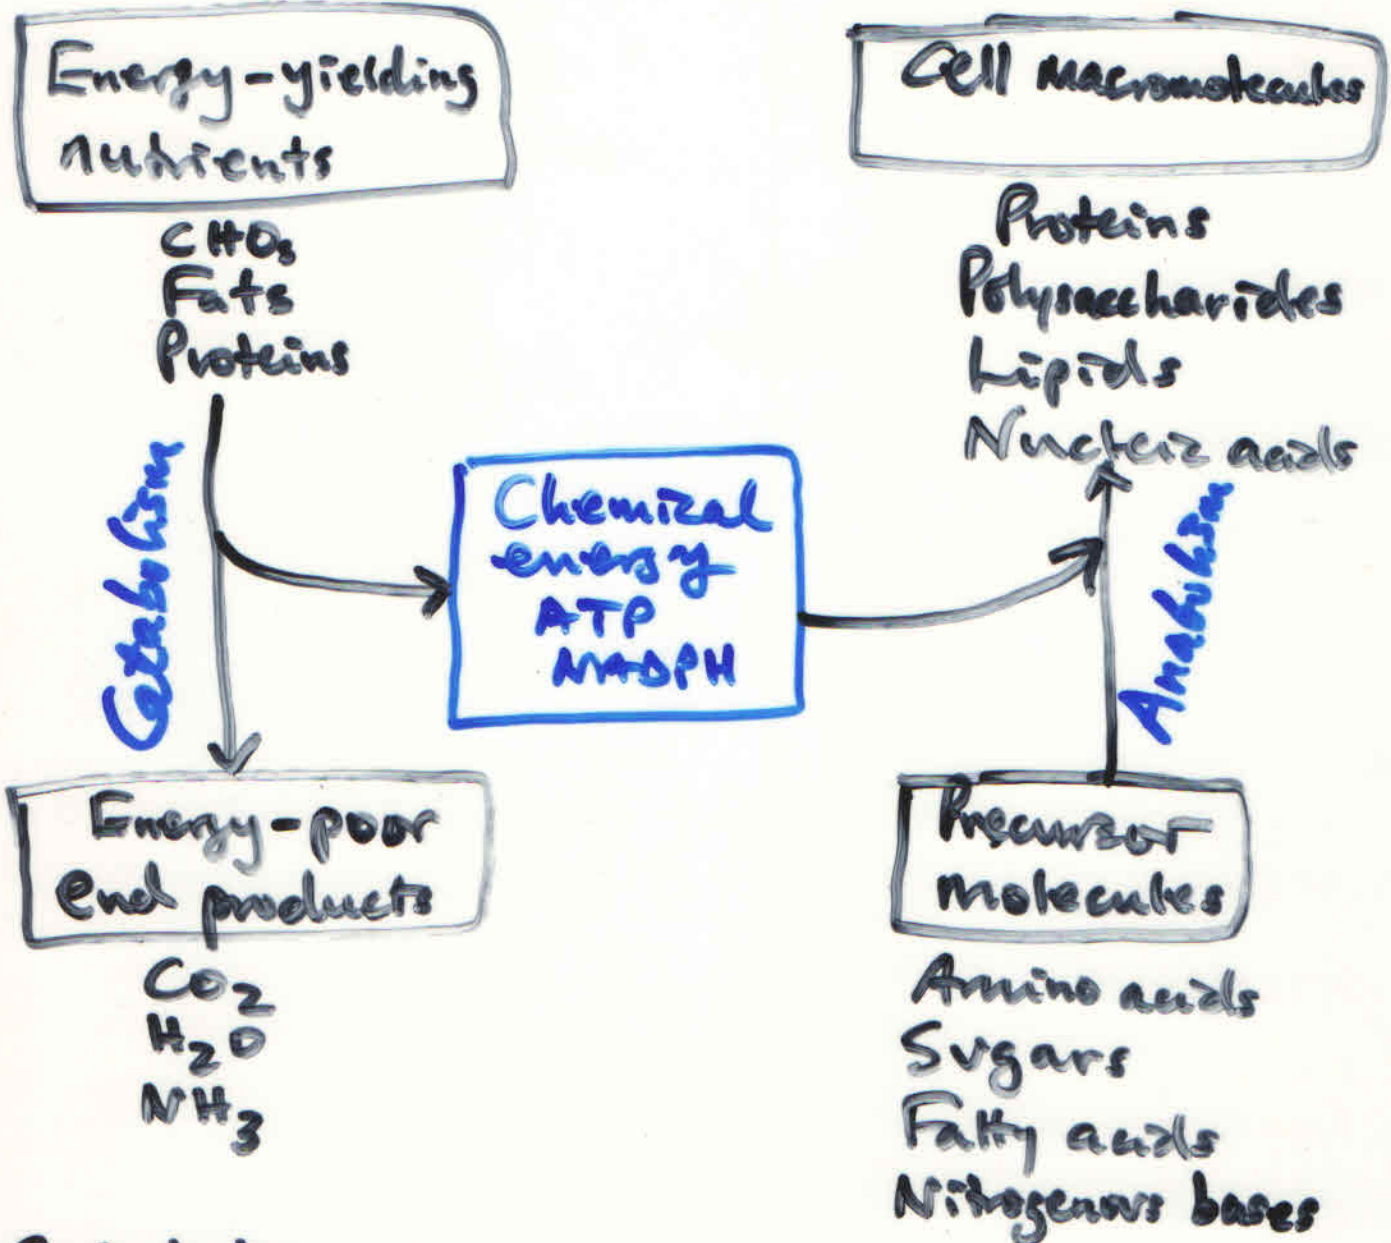 Energy-yielding
nutrients
CHOs
Fats
Proteins
Catabolism
Chemical
energy
ATP
NADPH
Energy-poor
end products
CO2
H2O
NH3
Cell macromolecules
Proteins
Polysaccharides
Lipids
Nucleic acids
Anabolism
Precursor
molecules
Amino acids
Sugars
Fatty acids
Nitrogenous bases